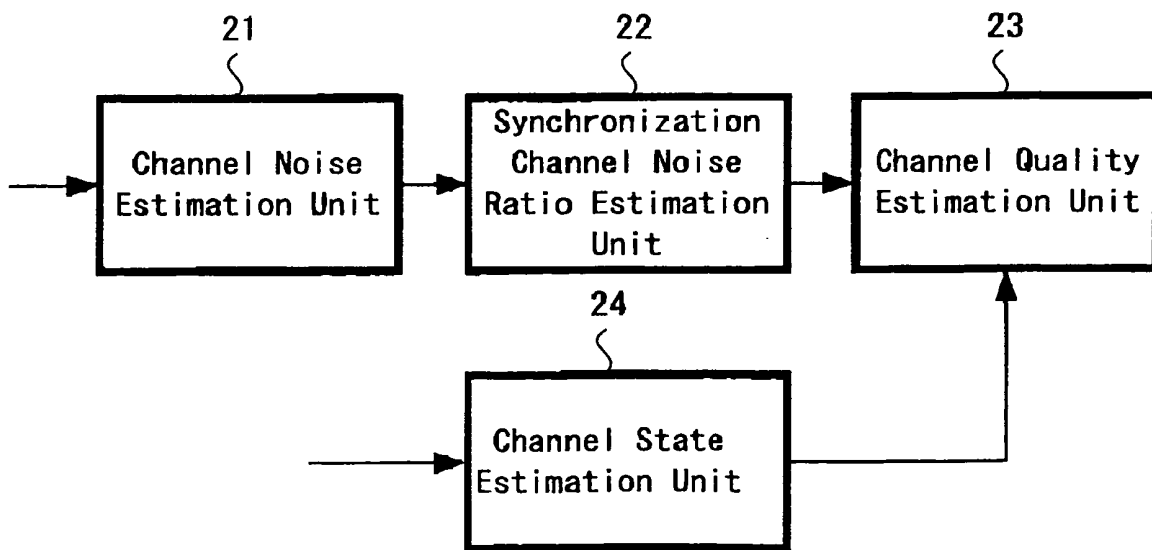 21
22
23
Channel Noise
Estimation Unit
Synchronization
Channel Noise
Ratio Estimation
Unit
Channel Quality
Estimation Unit
24
Channel State
Estimation Unit